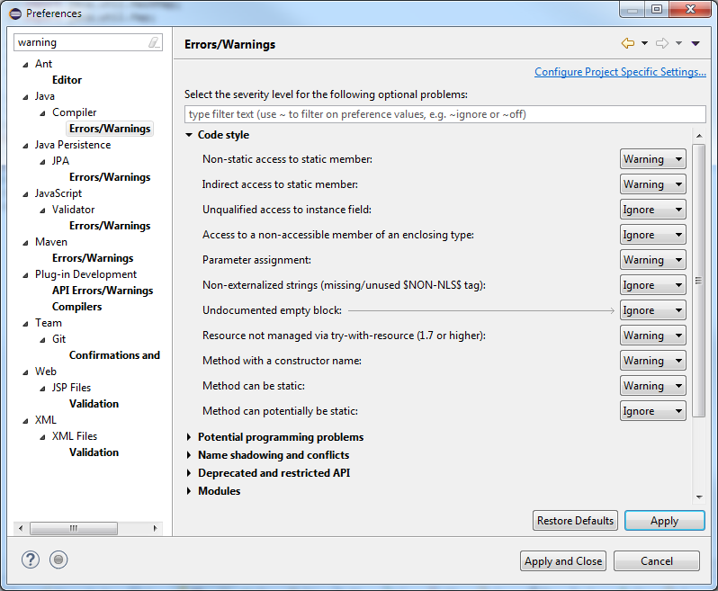 Preferences
warning
Ant
Editor
Java
Compiler
Errors/Warnings
Java Persistence
JPA
Errors/Warnings
JavaScript
Validator
Errors/Warnings
Maven
Errors/Warnings
Plug-in Development
API Errors/Warnings
Compilers
Team
Git
Confirmations and
Web
JSP Files
Validation
XML
XML Files
Validation
Errors/Warnings
Configure Project Specific Settings...
Select the severity level for the following optional problems:
type filter text (use ~ to filter on preference values, e.g. ~ignore or ~off)
Code style
Non-static access to static member: Warning
Indirect access to static member: Warning
Unqualified access to instance field: Ignore
Access to a non-accessible member of an enclosing type: Ignore
Parameter assignment: Warning
Non-externalized strings (missing/unused $NON-NLS$ tag): Ignore
Undocumented empty block: Ignore
Resource not managed via try-with-resource (1.7 or higher): Warning
Method with a constructor name: Warning
Method can be static: Warning
Method can potentially be static: Ignore
Potential programming problems
Name shadowing and conflicts
Deprecated and restricted API
Modules
Restore Defaults Apply
? Apply and Close Cancel